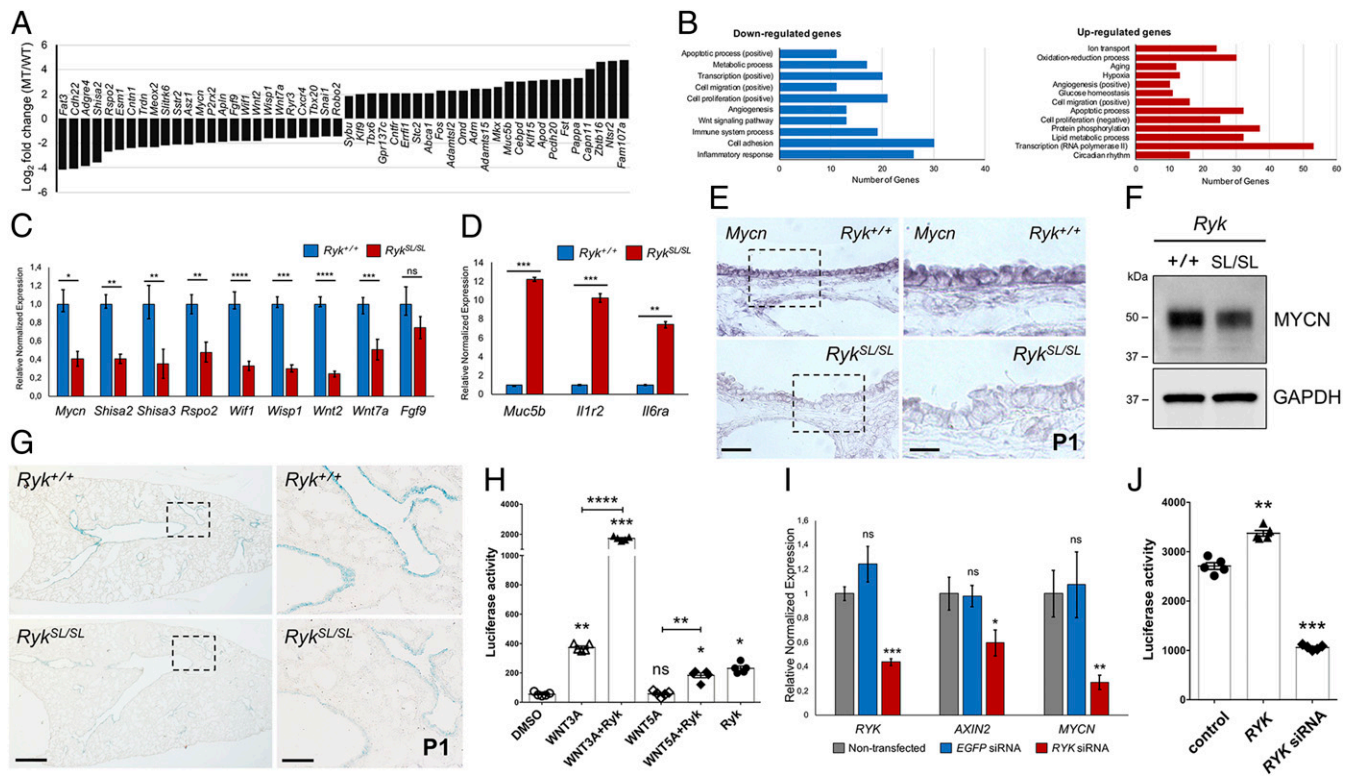 A
Log2 fold change (MT/WT)
6
4
2
0
-2
-4
-6
Fat3
Cdh22
Adgre4
Shisa2
Rspo2
Esm1
Cntn1
Trdn
Meox2
Slitrk6
Sstr2
Asz1
Mycn
P2rx2
Apln
Fgf9
Wif1
Wnt2
Wisp1
Wnt7a
Ryr3
Cxcr4
Tbx20
Snai1
Robo2
Sybu
Klf9
Tbx6
Gpr137c
Cntfr
Errfi1
Stc2
Abca1
Fos
Adamtsl2
Omd
Adm
Adamts15
Mkx
Muc5b
Cebpd
Klf15
Apod
Pcdh20
Fst
Pappa
Capn11
Zbtb16
Ntsr2
Fam107a
B
Down-regulated genes
Apoptotic process (positive)
Metabolic process
Transcription (positive)
Cell migration (positive)
Cell proliferation (positive)
Angiogenesis
Wnt signaling pathway
Immune system process
Cell adhesion
Inflammatory response
0 10 20 30 40
Number of Genes
Up-regulated genes
Ion transport
Oxidation-reduction process
Aging
Hypoxia
Angiogenesis (positive)
Glucose homeostasis
Cell migration (positive)
Apoptotic process
Cell proliferation (negative)
Protein phosphorylation
Lipid metabolic process
Transcription (RNA polymerase II)
Circadian rhythm
0 10 20 30 40 50 60
Number of Genes
C
Ryk+/+ RykSL/SL
Relative Normalized Expression
1,4
1,2
1,0
0,8
0,6
0,4
0,2
0,0
* ** ** ** **** *** **** *** ns
Mycn Shisa2 Shisa3 Rspo2 Wif1 Wisp1 Wnt2 Wnt7a Fgf9
D
Ryk+/+ RykSL/SL
Relative Normalized Expression
14
12
10
8
6
4
2
0
*** *** **
Muc5b Il1r2 Il6ra
E
Mycn Ryk+/+
Mycn Ryk+/+
RykSL/SL
RykSL/SL
P1
F
Ryk
+/+ SL/SL
kDa
50
37
MYCN
37
GAPDH
G
Ryk+/+
Ryk+/+
RykSL/SL
RykSL/SL
P1
H
Luciferase activity
4000
3000
2000
1000
600
400
200
0
****
***
**
ns
**
*
*
DMSO
WNT3A
WNT3A+Ryk
WNT5A
WNT5A+Ryk
Ryk
I
Relative Normalized Expression
1,6
1,4
1,2
1
0,8
0,6
0,4
0,2
0
ns *** ns * ns **
RYK AXIN2 MYCN
Non-transfected EGFP siRNA RYK siRNA
J
Luciferase activity
4000
3000
2000
1000
0
**
***
control
RYK
RYK siRNA